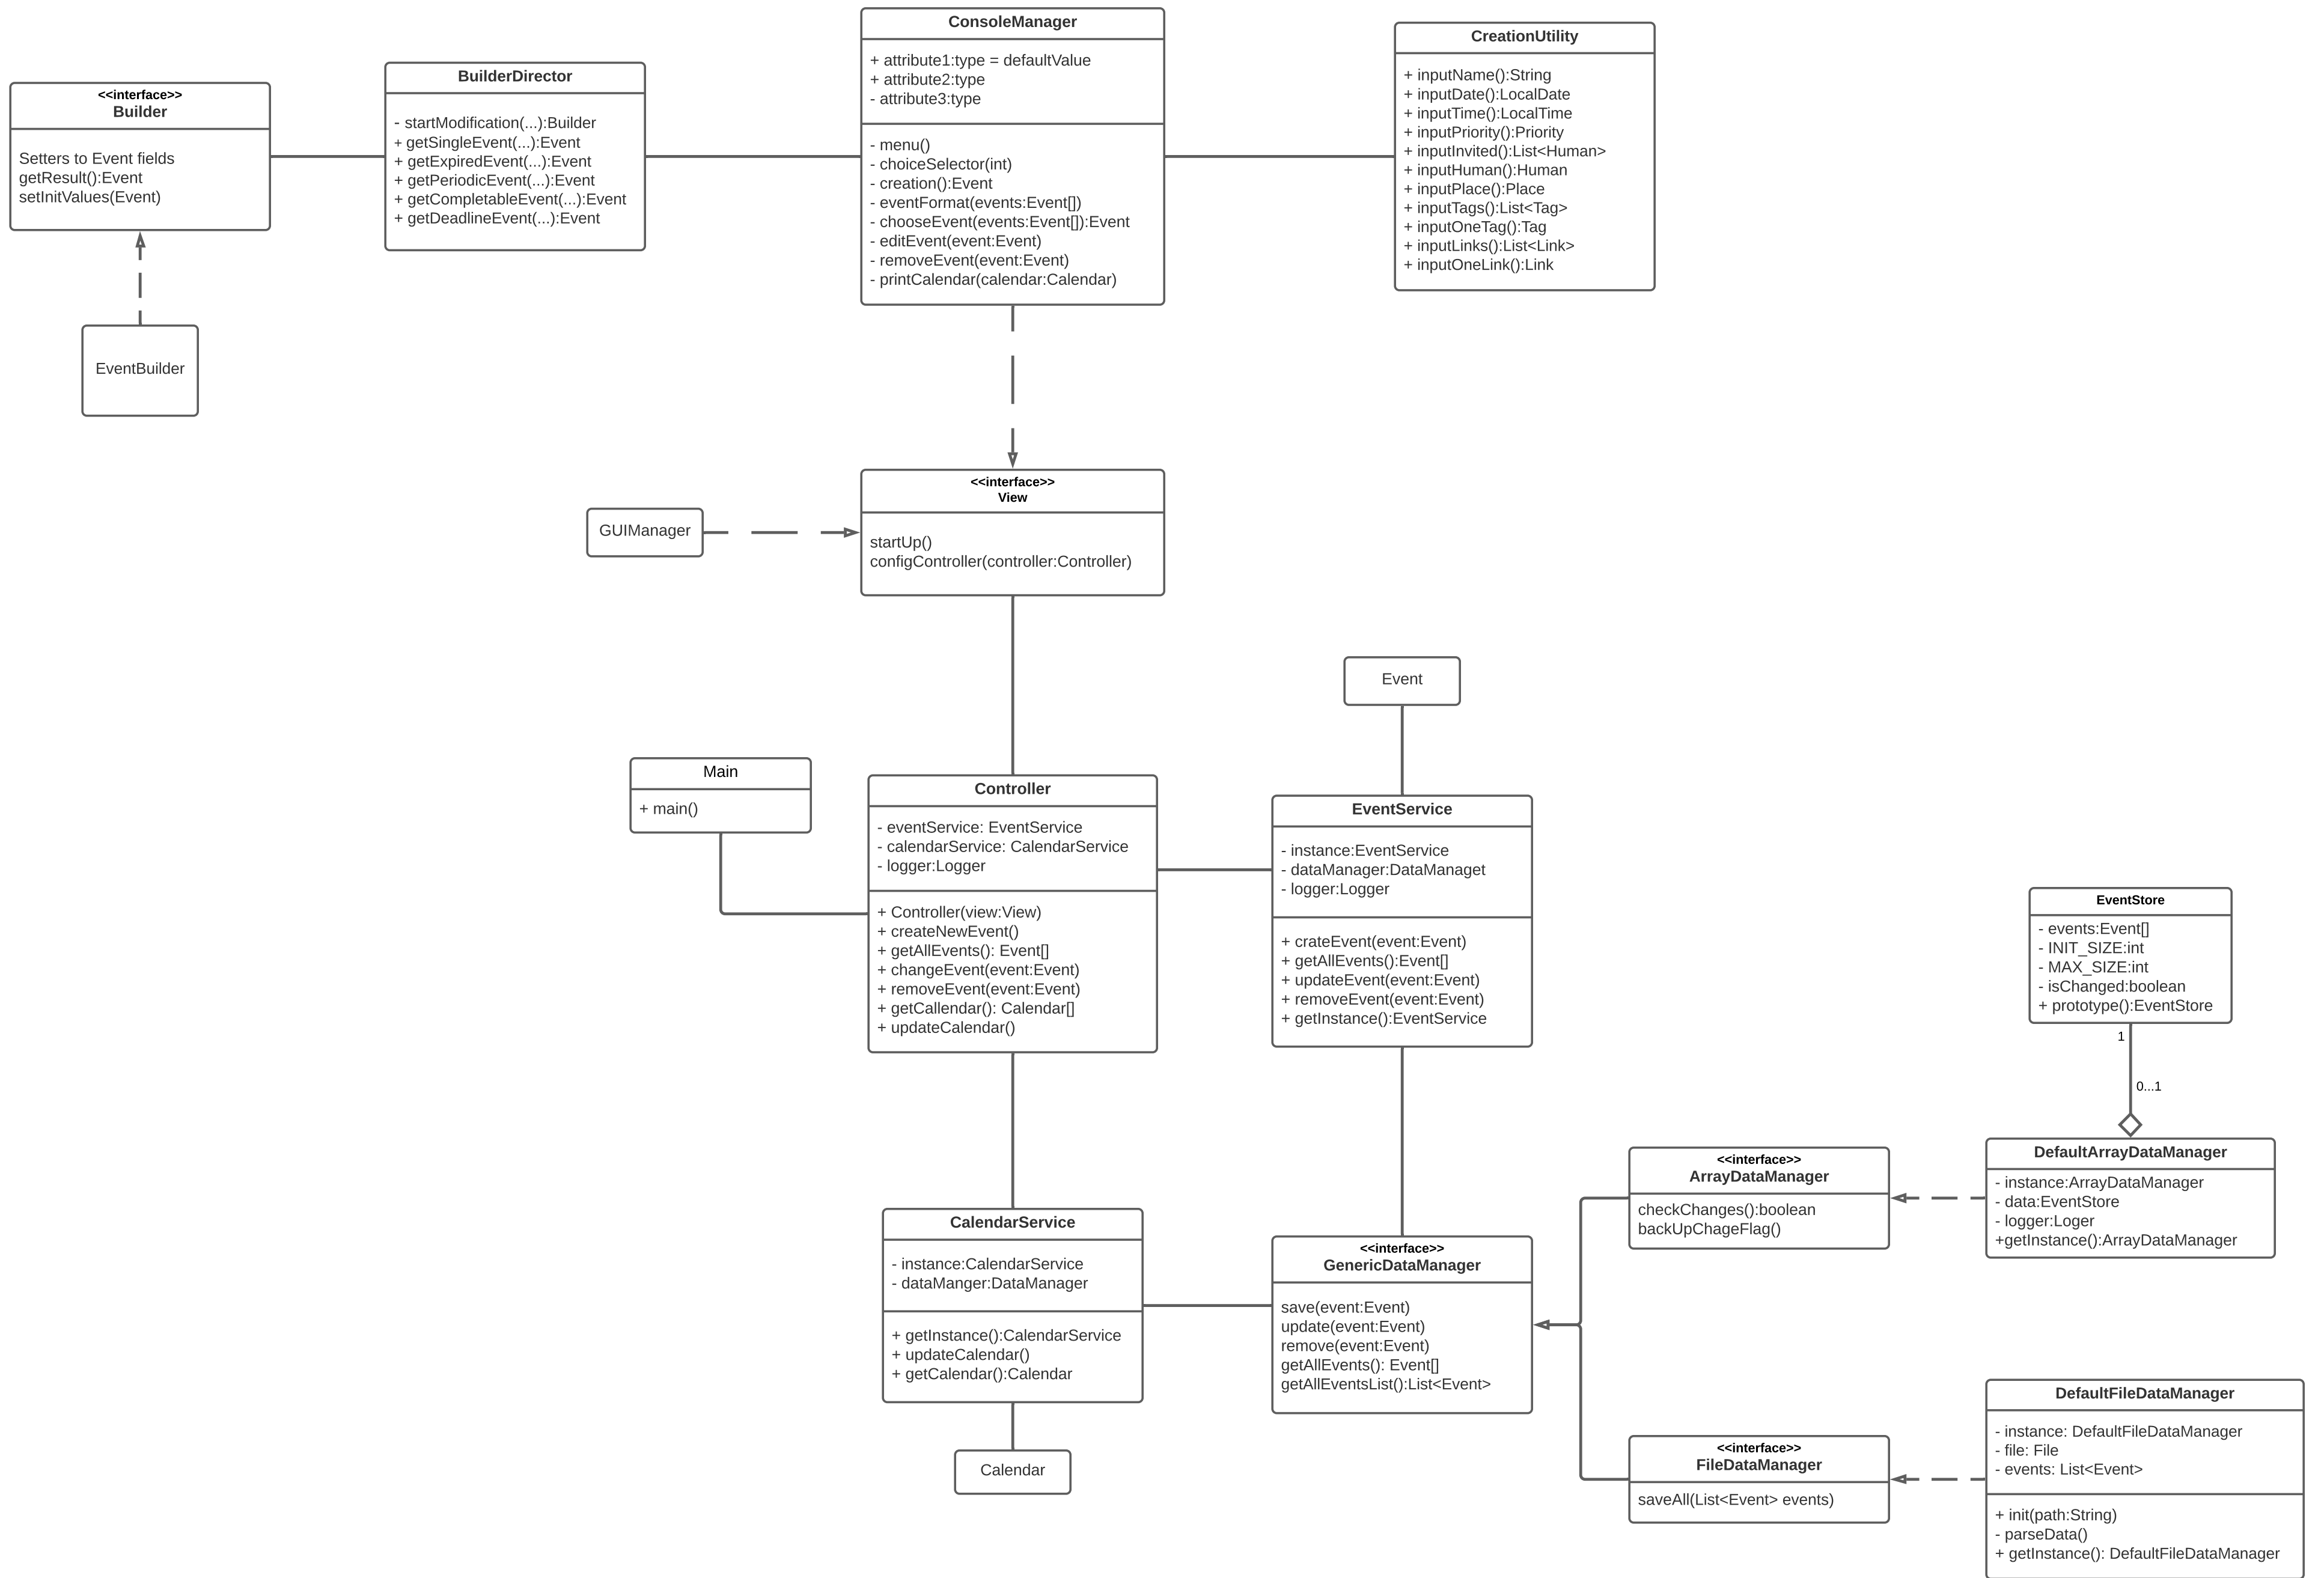 <<interface>>
Builder
Setters to Event fields
getResult():Event
setInitValues(Event)
EventBuilder
BuilderDirector
- startModification(...):Builder
+ getSingleEvent(...):Event
+ getExpiredEvent(...):Event
+ getPeriodicEvent(...):Event
+ getCompletableEvent(...):Event
+ getDeadlineEvent(...):Event
ConsoleManager
+ attribute1:type = defaultValue
+ attribute2:type
- attribute3:type
- menu()
- choiceSelector(int)
- creation():Event
- eventFormat(events:Event[])
- chooseEvent(events:Event[]):Event
- editEvent(event:Event)
- removeEvent(event:Event)
- printCalendar(calendar:Calendar)
CreationUtility
+ inputName():String
+ inputDate():LocalDate
+ inputTime():LocalTime
+ inputPriority():Priority
+ inputInvited():List<Human>
+ inputHuman():Human
+ inputPlace():Place
+ inputTags():List<Tag>
+ inputOneTag():Tag
+ inputLinks():List<Link>
+ inputOneLink():Link
GUIManager
<<interface>>
View
startUp()
configController(controller:Controller)
Event
Main
+ main()
Controller
- eventService: EventService
- calendarService: CalendarService
- logger:Logger
+ Controller(view:View)
+ createNewEvent()
+ getAllEvents(): Event[]
+ changeEvent(event:Event)
+ removeEvent(event:Event)
+ getCallendar(): Calendar[]
+ updateCalendar()
EventService
- instance:EventService
- dataManager:DataManaget
- logger:Logger
+ crateEvent(event:Event)
+ getAllEvents():Event[]
+ updateEvent(event:Event)
+ removeEvent(event:Event)
+ getInstance():EventService
EventStore
- events:Event[]
- INIT_SIZE:int
- MAX_SIZE:int
- isChanged:boolean
+ prototype():EventStore
1
0...1
DefaultArrayDataManager
- instance:ArrayDataManager
- data:EventStore
- logger:Loger
+getInstance():ArrayDataManager
<<interface>>
ArrayDataManager
checkChanges():boolean
backUpChageFlag()
CalendarService
- instance:CalendarService
- dataManger:DataManager
+ getInstance():CalendarService
+ updateCalendar()
+ getCalendar():Calendar
Calendar
<<interface>>
GenericDataManager
save(event:Event)
update(event:Event)
remove(event:Event)
getAllEvents(): Event[]
getAllEventsList():List<Event>
<<interface>>
FileDataManager
saveAll(List<Event> events)
DefaultFileDataManager
- instance: DefaultFileDataManager
- file: File
- events: List<Event>
+ init(path:String)
- parseData()
+ getInstance(): DefaultFileDataManager